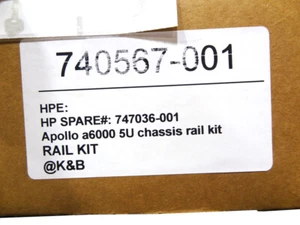 740567-001
HPE:
HP SPARE#: 747036-001
Apollo a6000 5U chassis rail kit
RAIL KIT
@K&B